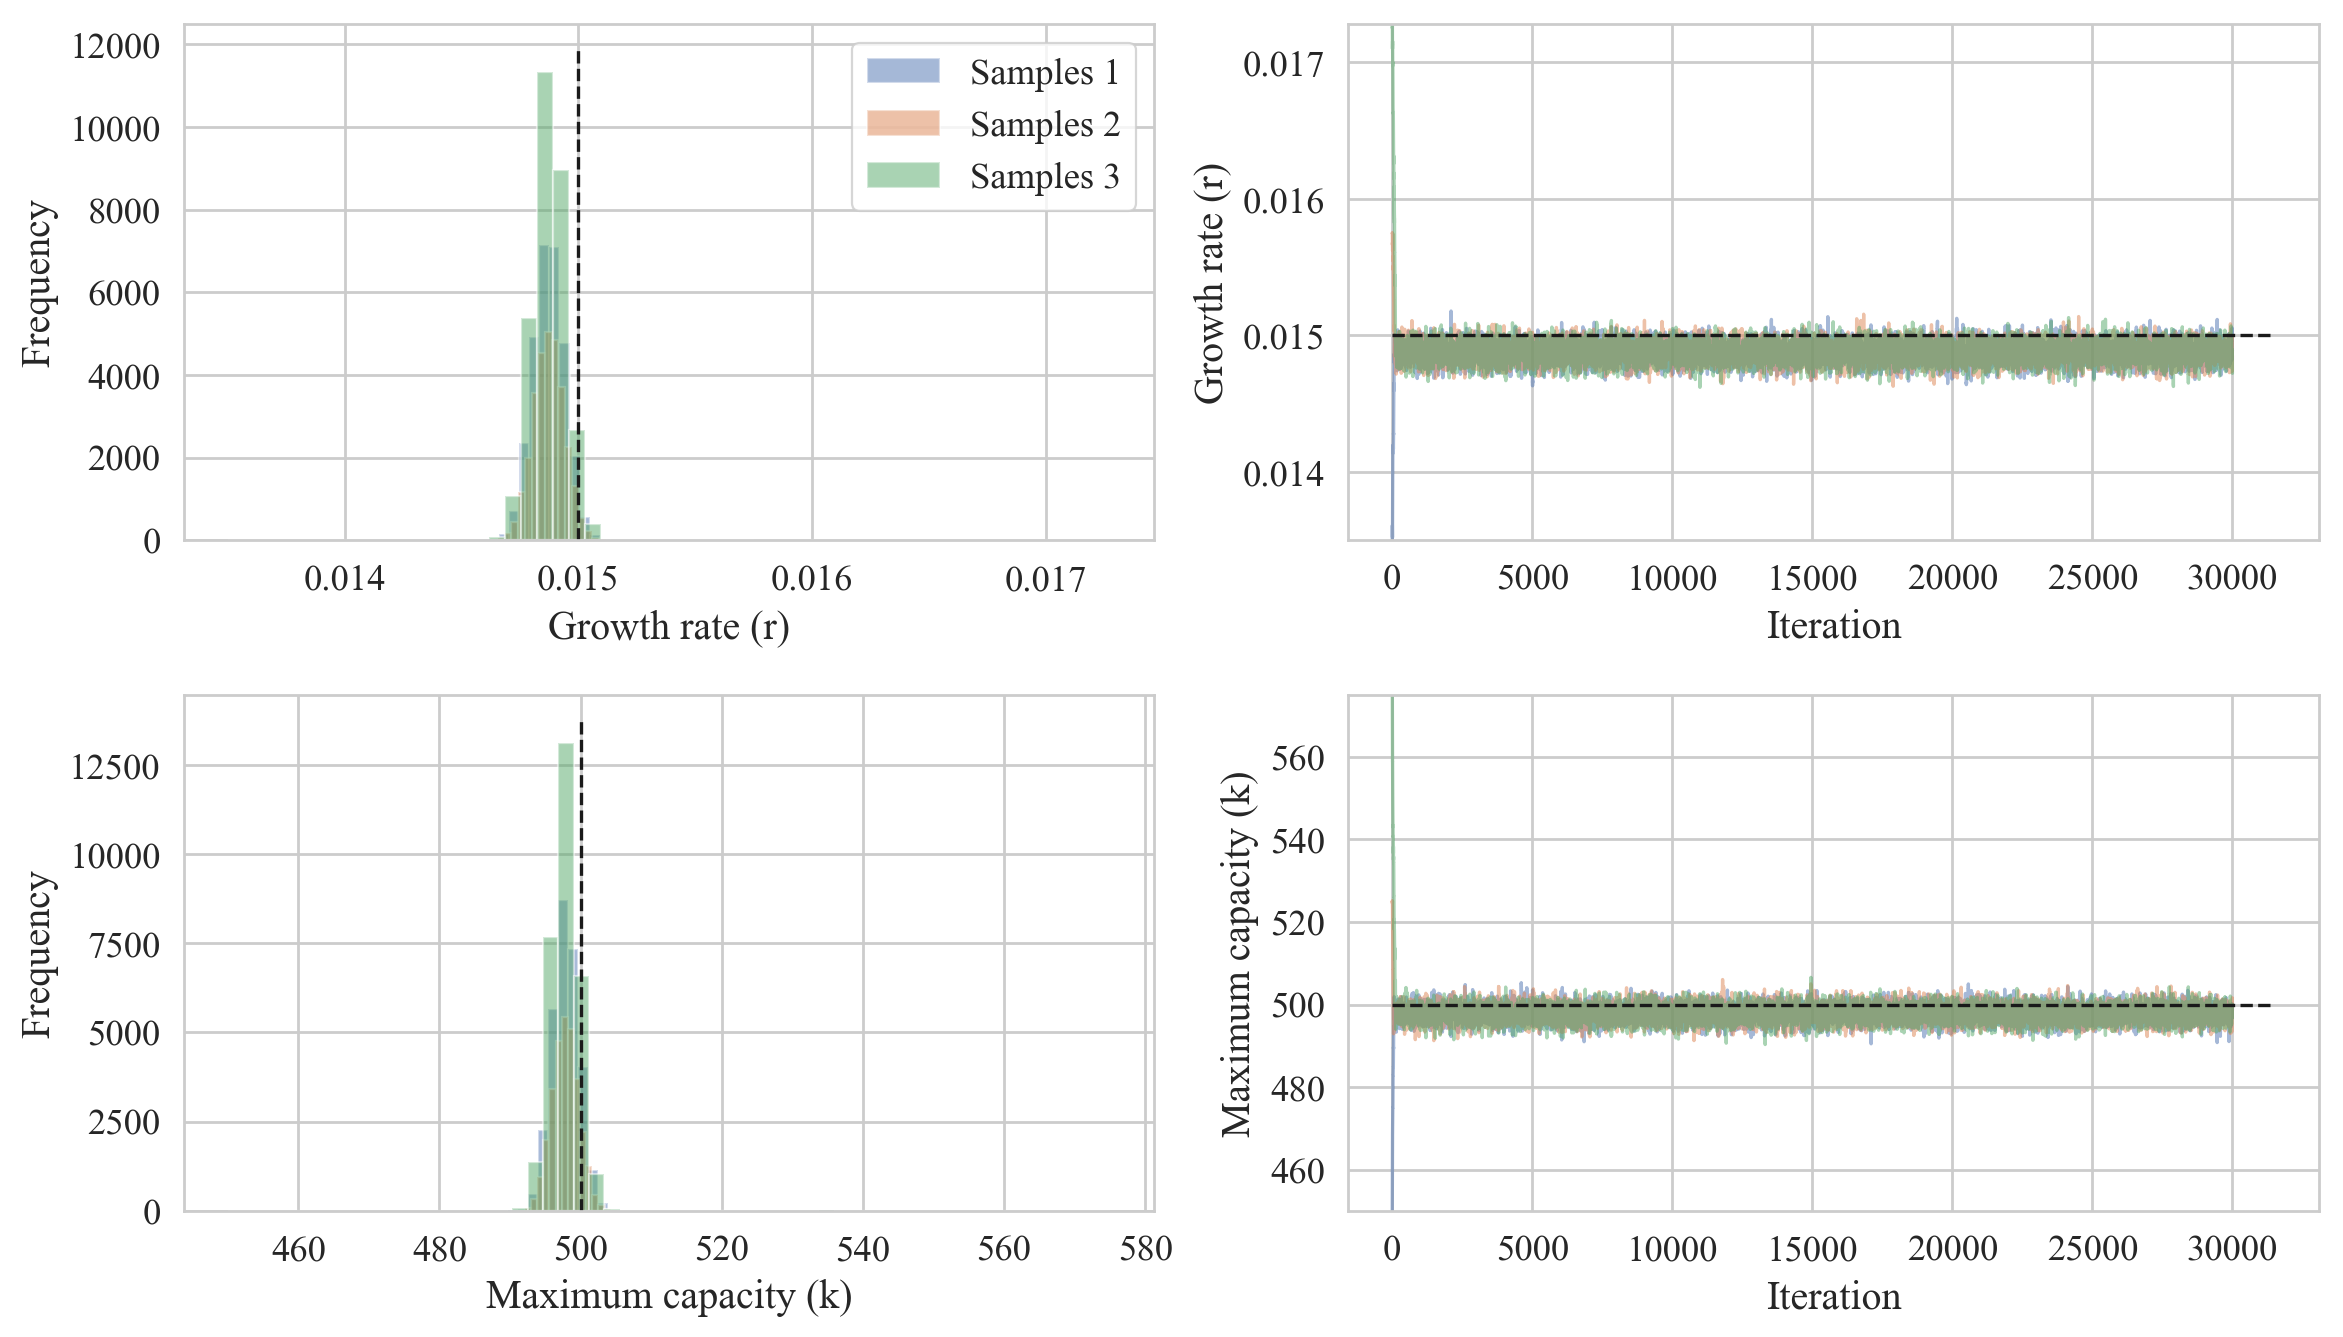 12000
10000
8000
6000
4000
2000
0
Frequency
Samples 1
Samples 2
Samples 3
0.014 0.015 0.016 0.017
Growth rate (r)
0.017
0.016
0.015
0.014
Growth rate (r)
0 5000 10000 15000 20000 25000 30000
Iteration
12500
10000
7500
5000
2500
0
Frequency
460 480 500 520 540 560 580
Maximum capacity (k)
560
540
520
500
480
460
Maximum capacity (k)
0 5000 10000 15000 20000 25000 30000
Iteration